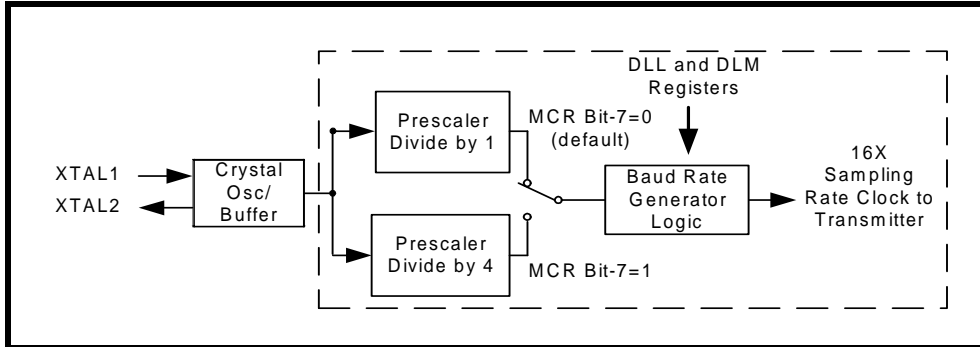 DLL and DLM
Registers
Prescaler
Divide by 1
MCR Bit-7=0
(default)
XTAL1
XTAL2
Crystal
Osc/
Buffer
Baud Rate
Generator
Logic
16X
Sampling
Rate Clock to
Transmitter
Prescaler
Divide by 4
MCR Bit-7=1